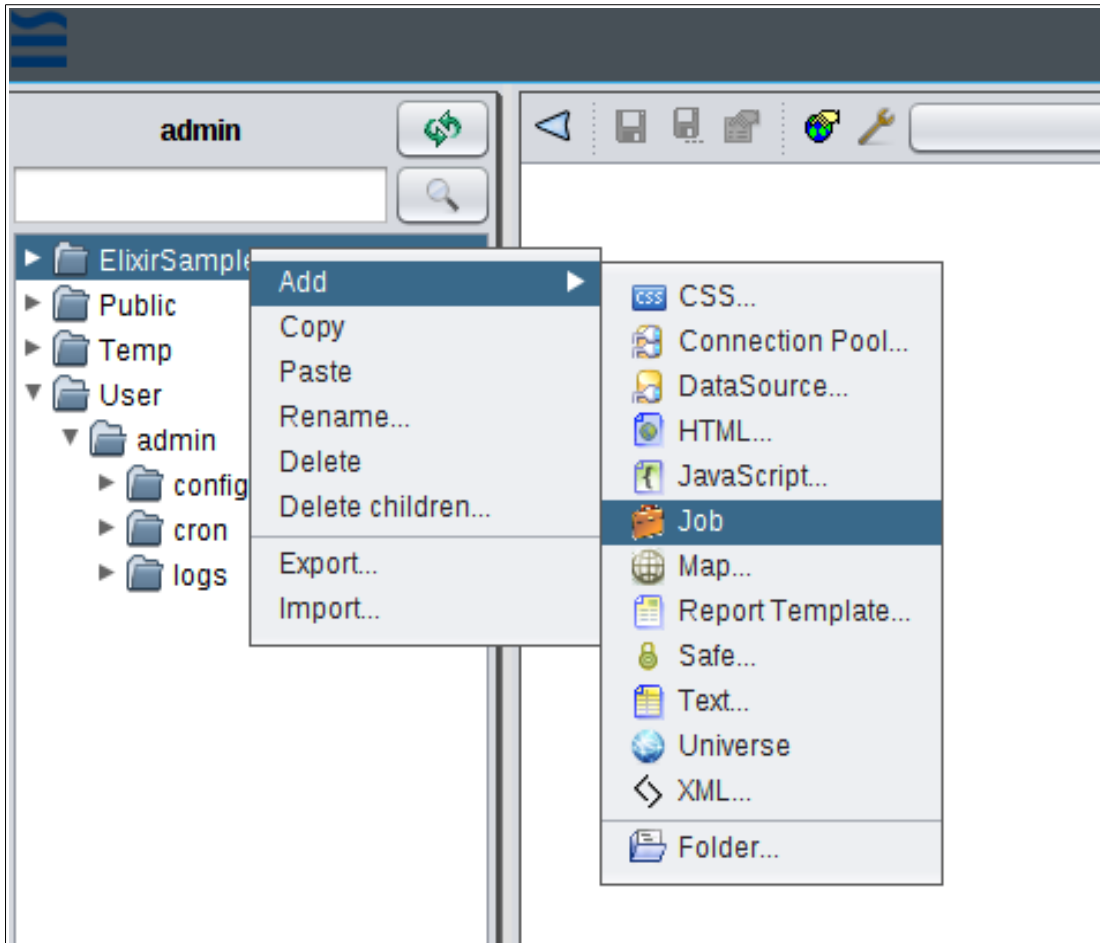 admin
ElixirSample
Public
Temp
User
admin
config
cron
logs
Add
Copy
Paste
Rename...
Delete
Delete children...
Export...
Import...
css CSS...
Connection Pool...
DataSource...
HTML...
JavaScript...
Job
Map...
Report Template...
Safe...
Text...
Universe
XML...
Folder...